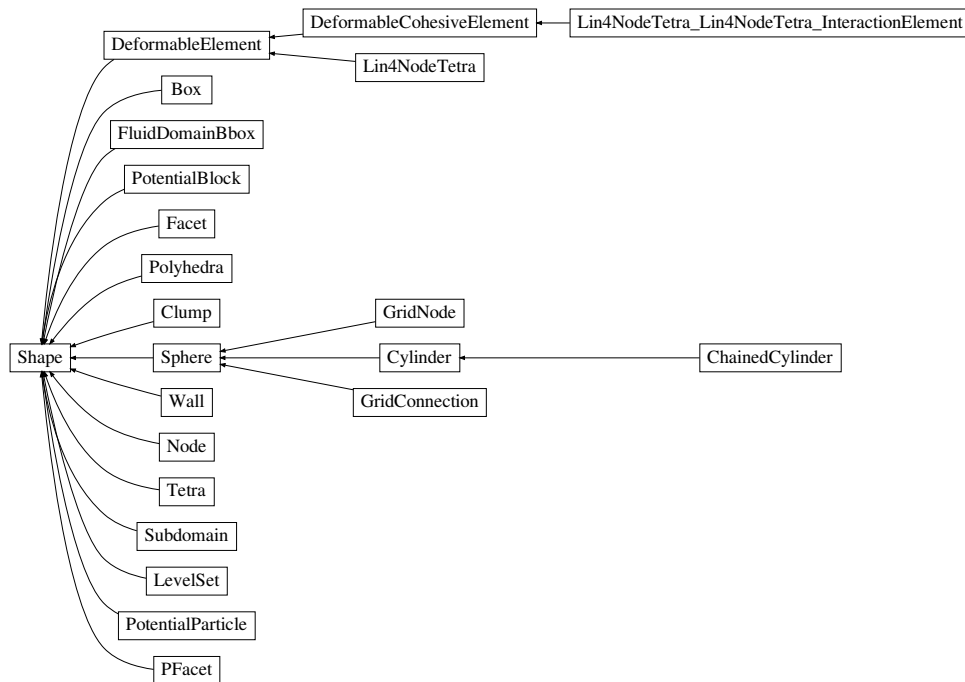 DeformableCohesiveElement
Lin4NodeTetra_Lin4NodeTetra_InteractionElement
DeformableElement
Lin4NodeTetra
Box
FluidDomainBbox
PotentialBlock
Facet
Polyhedra
Clump
GridNode
Shape
Sphere
Cylinder
ChainedCylinder
Wall
GridConnection
Node
Tetra
Subdomain
LevelSet
PotentialParticle
PFacet